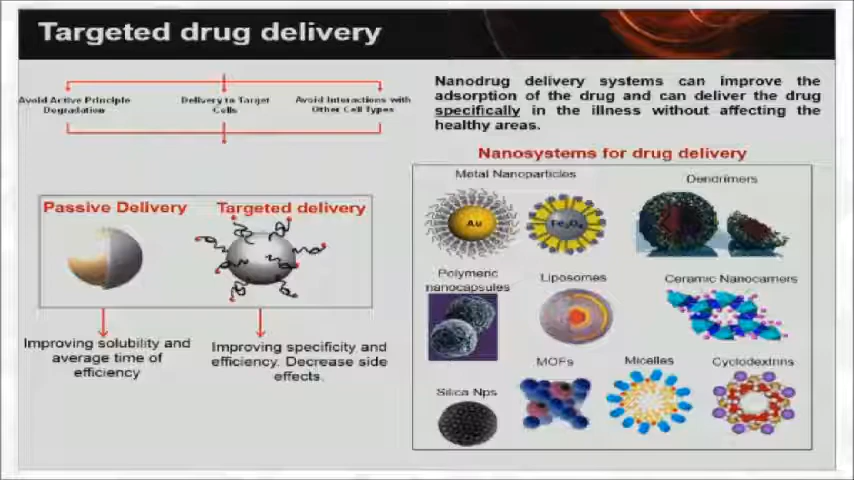 Targeted drug delivery
Avoid Active Principle
Degradation
Delivery to Target
Cells
Avoid Interactions with
Other Cell Types
Nanodrug delivery systems can improve the
adsorption of the drug and can deliver the drug
specifically in the illness without affecting the
healthy areas.
Nanosystems for drug delivery
Passive Delivery
Targeted delivery
Improving solubility and
average time of
efficiency
Improving specificity and
efficiency. Decrease side
effects.
Metal Nanoparticles
Dendrimers
Au
Fe₃O₄
Polymeric
nanocapsules
Liposomes
Ceramic Nanocarriers
MOFs
Micelles
Cyclodextrins
Silica Nps